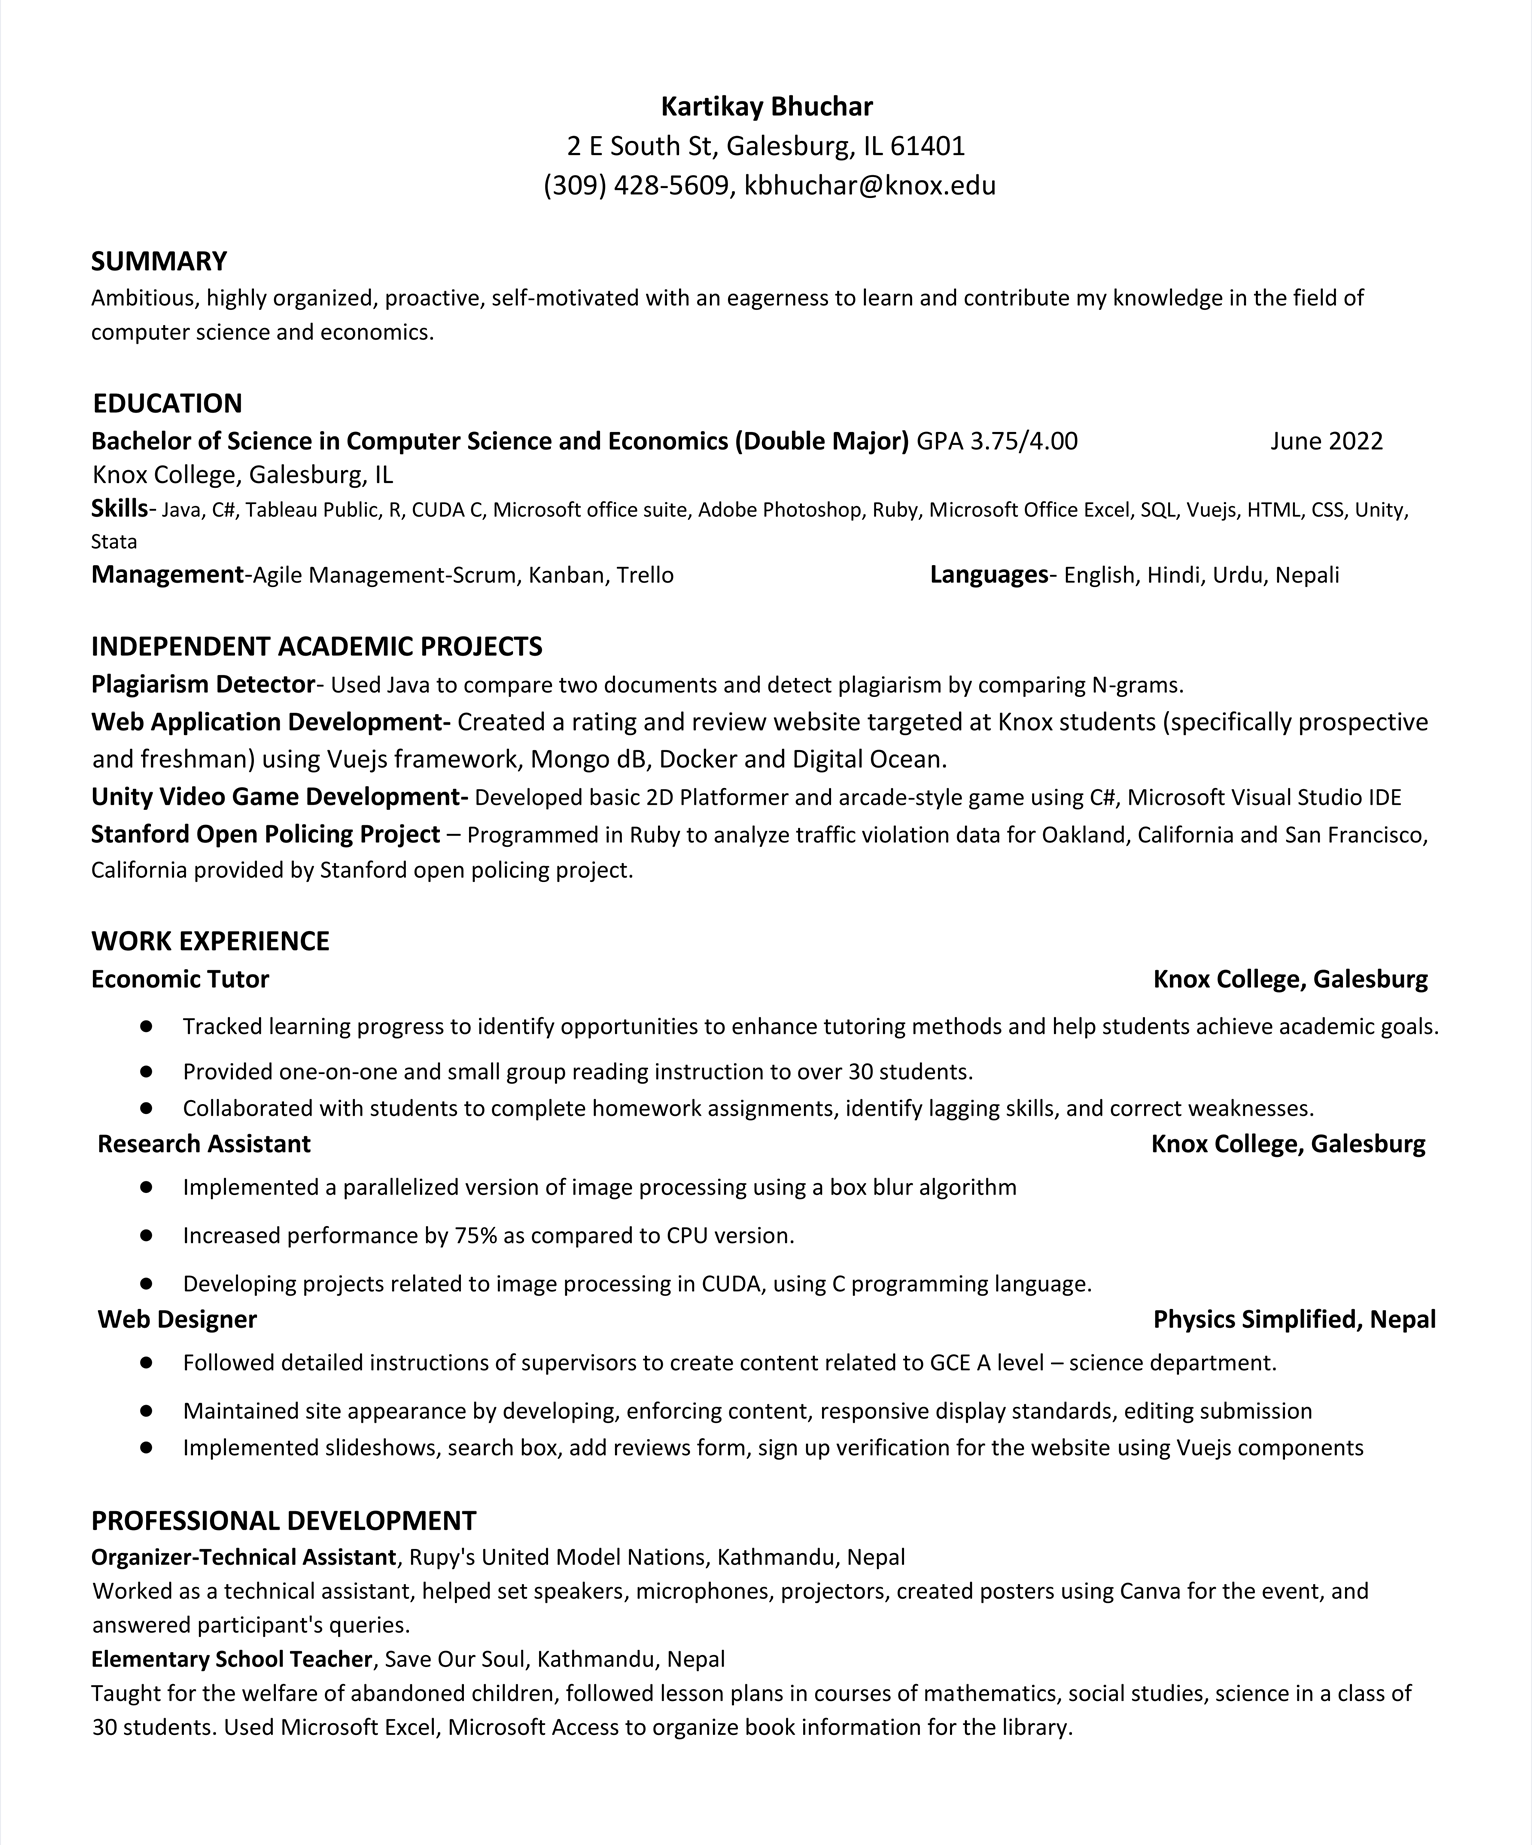 Kartikay Bhuchar
2 E South St, Galesburg, IL 61401
(309) 428-5609, kbhuchar@knox.edu
SUMMARY
Ambitious, highly organized, proactive, self-motivated with an eagerness to learn and contribute my knowledge in the field of
computer science and economics.
EDUCATION
Bachelor of Science in Computer Science and Economics (Double Major) GPA 3.75/4.00 June 2022
Knox College, Galesburg, IL
Skills- Java, C#, Tableau Public, R, CUDA C, Microsoft office suite, Adobe Photoshop, Ruby, Microsoft Office Excel, SQL, Vuejs, HTML, CSS, Unity,
Stata
Management-Agile Management-Scrum, Kanban, Trello Languages- English, Hindi, Urdu, Nepali
INDEPENDENT ACADEMIC PROJECTS
Plagiarism Detector- Used Java to compare two documents and detect plagiarism by comparing N-grams.
Web Application Development- Created a rating and review website targeted at Knox students (specifically prospective
and freshman) using Vuejs framework, Mongo dB, Docker and Digital Ocean.
Unity Video Game Development- Developed basic 2D Platformer and arcade-style game using C#, Microsoft Visual Studio IDE
Stanford Open Policing Project – Programmed in Ruby to analyze traffic violation data for Oakland, California and San Francisco,
California provided by Stanford open policing project.
WORK EXPERIENCE
Economic Tutor Knox College, Galesburg
● Tracked learning progress to identify opportunities to enhance tutoring methods and help students achieve academic goals.
● Provided one-on-one and small group reading instruction to over 30 students.
● Collaborated with students to complete homework assignments, identify lagging skills, and correct weaknesses.
Research Assistant Knox College, Galesburg
● Implemented a parallelized version of image processing using a box blur algorithm
● Increased performance by 75% as compared to CPU version.
● Developing projects related to image processing in CUDA, using C programming language.
Web Designer Physics Simplified, Nepal
● Followed detailed instructions of supervisors to create content related to GCE A level – science department.
● Maintained site appearance by developing, enforcing content, responsive display standards, editing submission
● Implemented slideshows, search box, add reviews form, sign up verification for the website using Vuejs components
PROFESSIONAL DEVELOPMENT
Organizer-Technical Assistant, Rupy's United Model Nations, Kathmandu, Nepal
Worked as a technical assistant, helped set speakers, microphones, projectors, created posters using Canva for the event, and
answered participant's queries.
Elementary School Teacher, Save Our Soul, Kathmandu, Nepal
Taught for the welfare of abandoned children, followed lesson plans in courses of mathematics, social studies, science in a class of
30 students. Used Microsoft Excel, Microsoft Access to organize book information for the library.